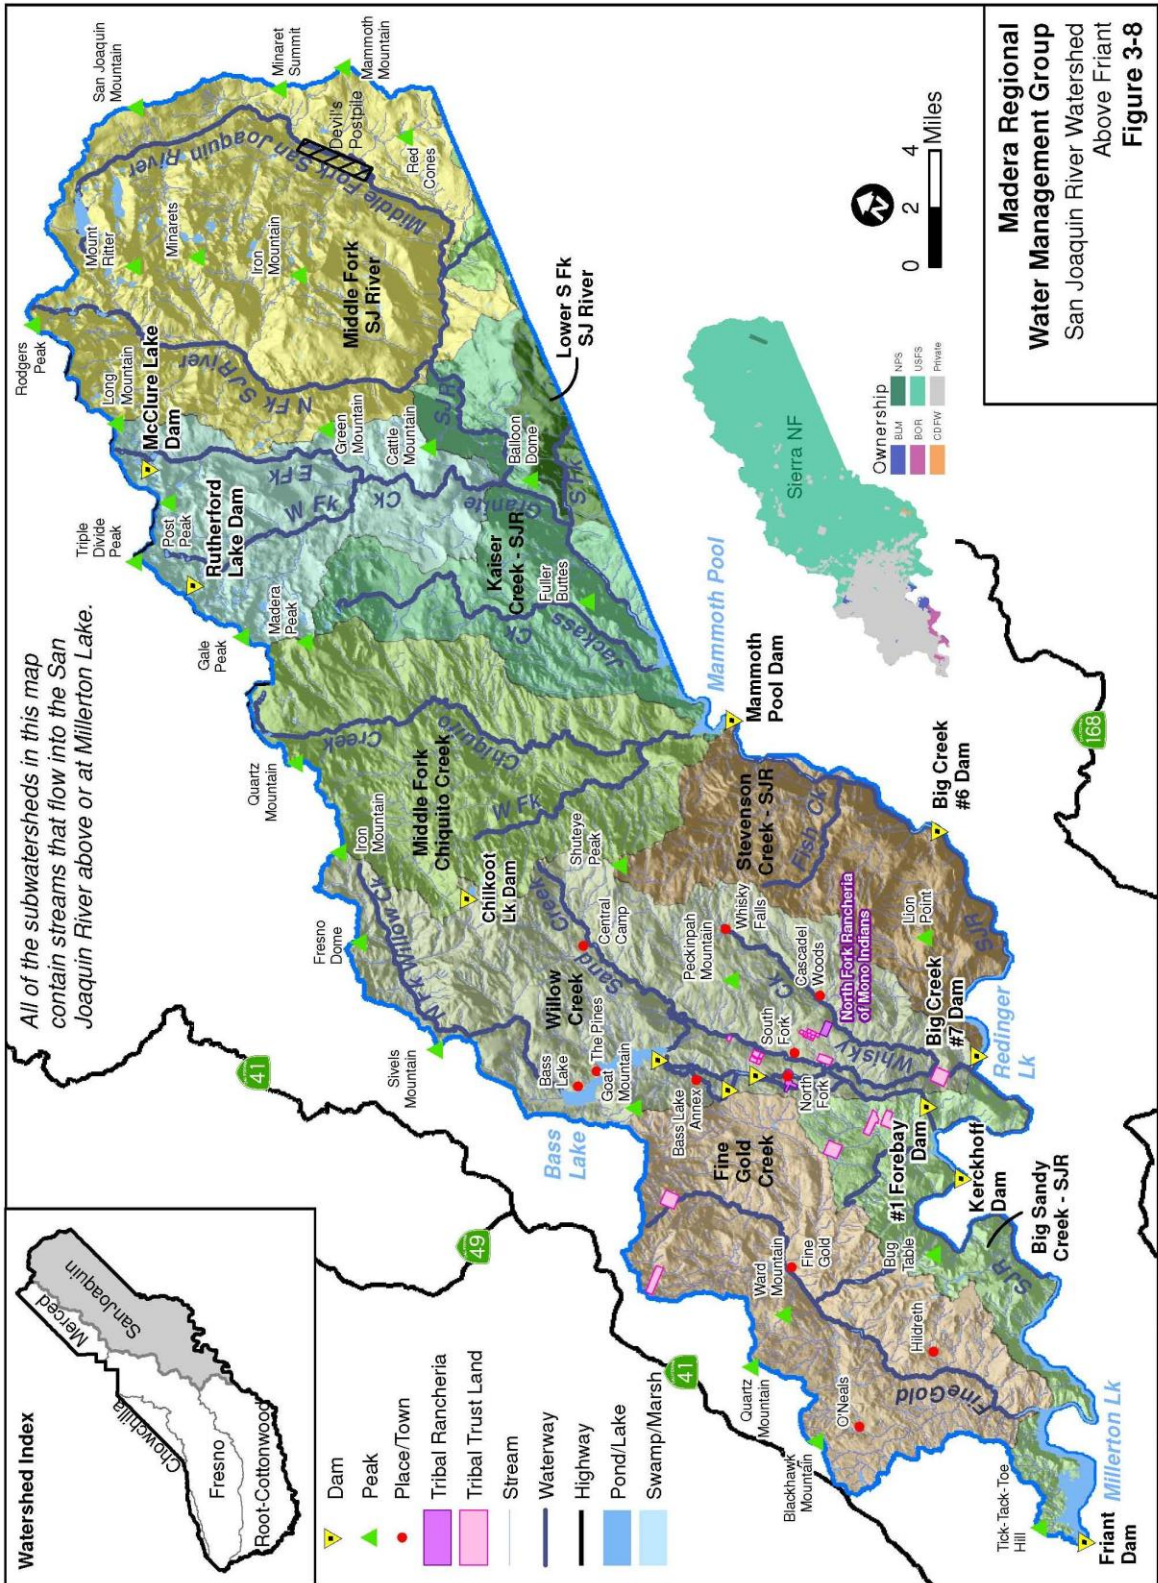 All of the subwatersheds in this map
contain streams that flow into the San
Joaquin River above or at Millerton Lake.
Watershed Index
Merced
San Joaquin
Chowchilla
Fresno
Root-Cottonwood
Dam
Peak
Place/Town
Tribal Rancheria
Tribal Trust Land
Stream
Waterway
Highway
Pond/Lake
Swamp/Marsh
41
49
41
168
San Joaquin
Mountain
Minaret
Summit
Mammoth
Mountain
Devil's
Postpile
Red
Cones
Middle Fork San Joaquin River
Mount
Ritter
Minarets
Iron
Mountain
Middle Fork
SJ River
Rodgers
Peak
Long
Mountain
McClure Lake
Dam
N Fk SJ River
Green
Mountain
Cattle
Mountain
SJR
Balloon
Dome
Lower S Fk
SJ River
S Fk
Triple
Divide
Peak
Post
Peak
Rutherford
Lake Dam
E Fk
W Fk
Granite Ck
Gale
Peak
Madera
Peak
Kaiser
Creek - SJR
Fuller
Buttes
Jackass Ck
Mammoth Pool
Mammoth
Pool Dam
Quartz
Mountain
Chiquito Creek
W Fk
Middle Fork
Chiquito Creek
Iron
Mountain
Fresno
Dome
Chilkoot
Lk Dam
Shuteye
Peak
Stevenson
Creek - SJR
Fish Ck
Big Creek
#6 Dam
N Fk Willow Ck
Sand Creek
Central
Camp
Sivels
Mountain
Willow
Creek
Peckinpah
Mountain
Whisky
Falls
Lion
Point
SJR
Bass
Lake
The Pines
Goat
Mountain
Cascadel
Woods
North Fork Rancheria
of Mono Indians
Big Creek
#7 Dam
Redinger
Lk
Bass
Lake
Bass Lake
Annex
South
Fork
North
Fork
Whisky Ck
Fine
Gold
Creek
#1 Forebay
Dam
Kerckhoff
Dam
Big Sandy
Creek - SJR
Ward
Mountain
Fine
Gold
Bug
Table
SJR
Quartz
Mountain
Hildreth
Fine Gold
O'Neals
Blackhawk
Mountain
Tick-Tack-Toe
Hill
Millerton Lk
Friant
Dam
Sierra NF
Ownership
BLM
NPS
BOR
USFS
CDFW
Private
N
0 2 4
Miles
Madera Regional
Water Management Group
San Joaquin River Watershed
Above Friant
Figure 3-8